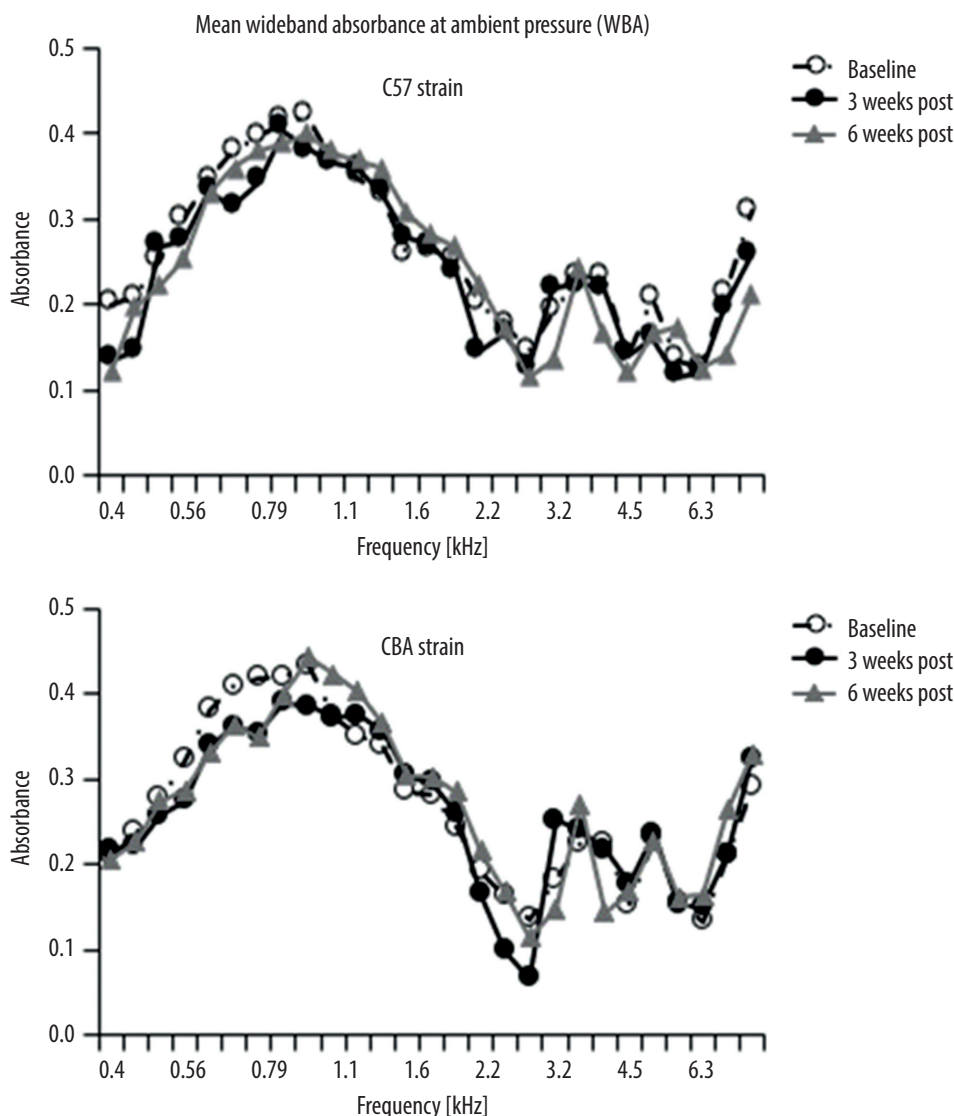 Mean wideband absorbance at ambient pressure (WBA)
C57 strain
Baseline
3 weeks post
6 weeks post
Absorbance
0.5
0.4
0.3
0.2
0.1
0.0
0.4 0.56 0.79 1.1 1.6 2.2 3.2 4.5 6.3
Frequency [kHz]
CBA strain
Baseline
3 weeks post
6 weeks post
Absorbance
0.5
0.4
0.3
0.2
0.1
0.0
0.4 0.56 0.79 1.1 1.6 2.2 3.2 4.5 6.3
Frequency [kHz]